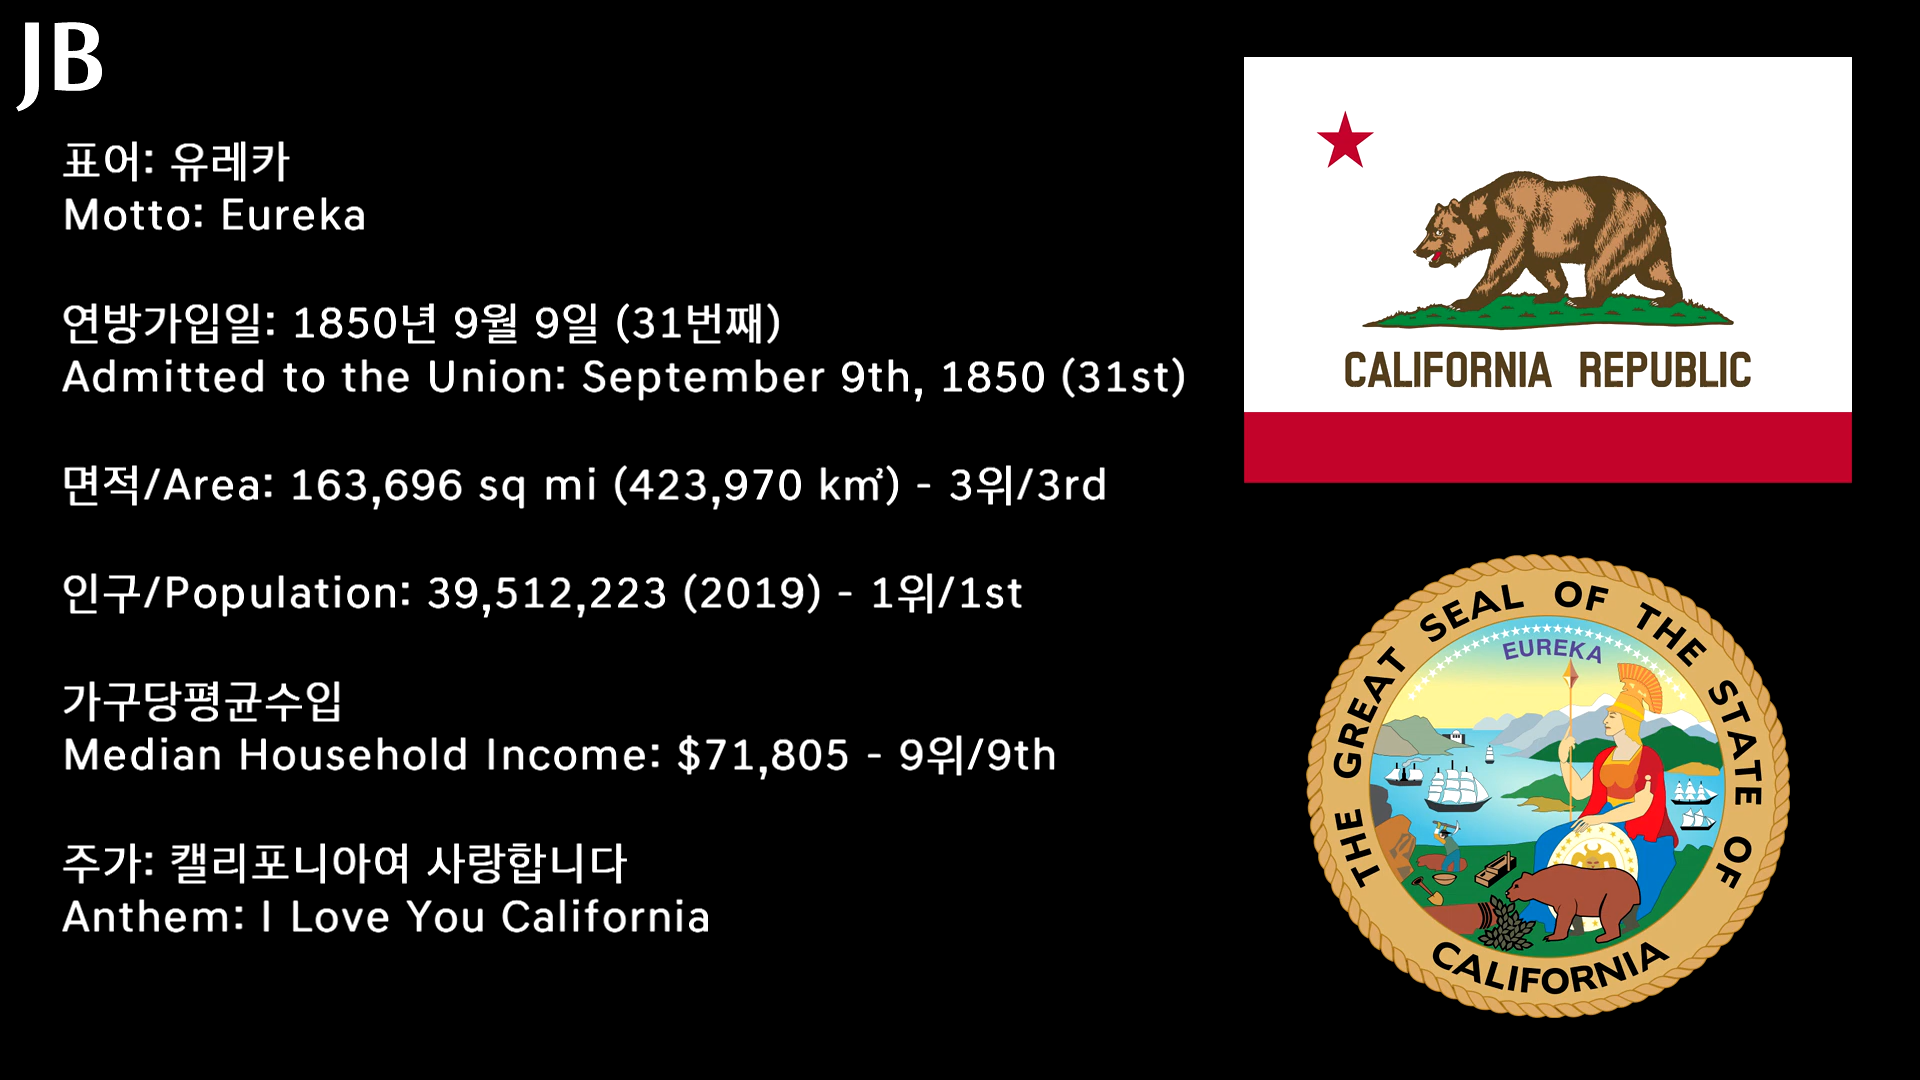 JB
표어: 유레카
Motto: Eureka
연방가입일: 1850년 9월 9일 (31번째)
Admitted to the Union: September 9th, 1850 (31st)
면적/Area: 163,696 sq mi (423,970 km²) - 3위/3rd
인구/Population: 39,512,223 (2019) - 1위/1st
가구당평균수입
Median Household Income: $71,805 - 9위/9th
주가: 캘리포니아여 사랑합니다
Anthem: I Love You California
CALIFORNIA REPUBLIC
THE GREAT SEAL OF THE STATE OF
EUREKA
CALIFORNIA